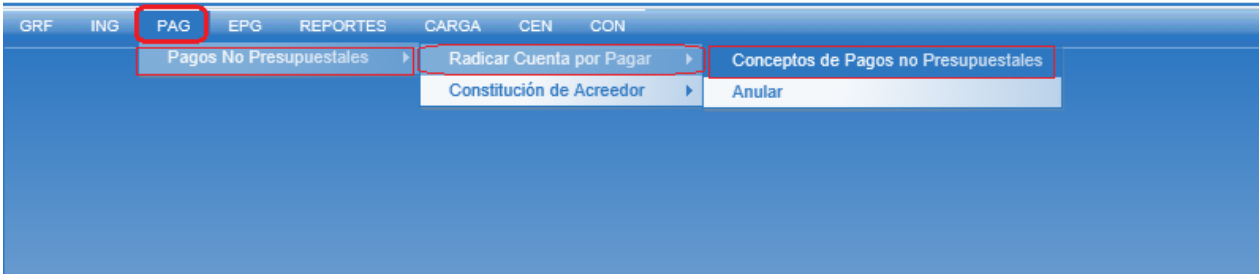 GRF ING PAG EPG REPORTES CARGA CEN CON
Pagos No Presupuestales Radicar Cuenta por Pagar Conceptos de Pagos no Presupuestales
Constitución de Acreedor Anular